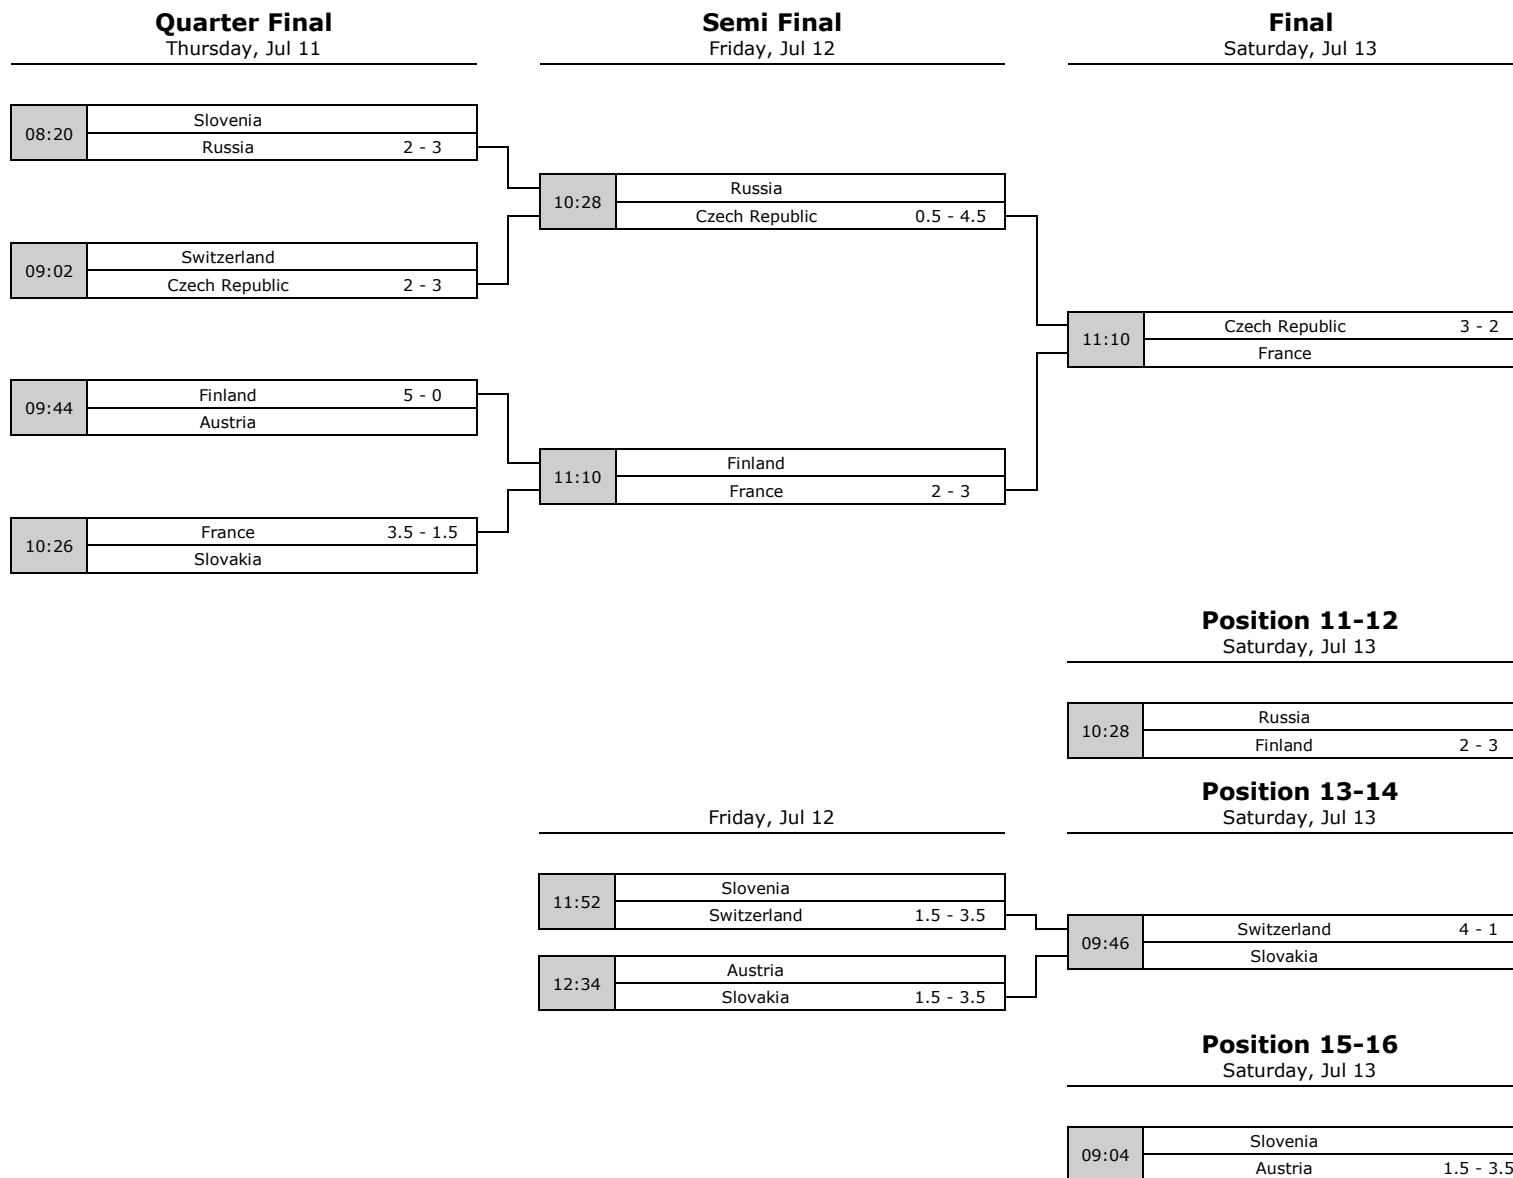 Quarter Final
Thursday, Jul 11
Semi Final
Friday, Jul 12
Final
Saturday, Jul 13
08:20
Slovenia
Russia 2 - 3
09:02
Switzerland
Czech Republic 2 - 3
09:44
Finland 5 - 0
Austria
10:26
France 3.5 - 1.5
Slovakia
10:28
Russia
Czech Republic 0.5 - 4.5
11:10
Finland
France 2 - 3
11:10
Czech Republic 3 - 2
France
Position 11-12
Saturday, Jul 13
10:28
Russia
Finland 2 - 3
Friday, Jul 12
Position 13-14
Saturday, Jul 13
11:52
Slovenia
Switzerland 1.5 - 3.5
12:34
Austria
Slovakia 1.5 - 3.5
09:46
Switzerland 4 - 1
Slovakia
Position 15-16
Saturday, Jul 13
09:04
Slovenia
Austria 1.5 - 3.5